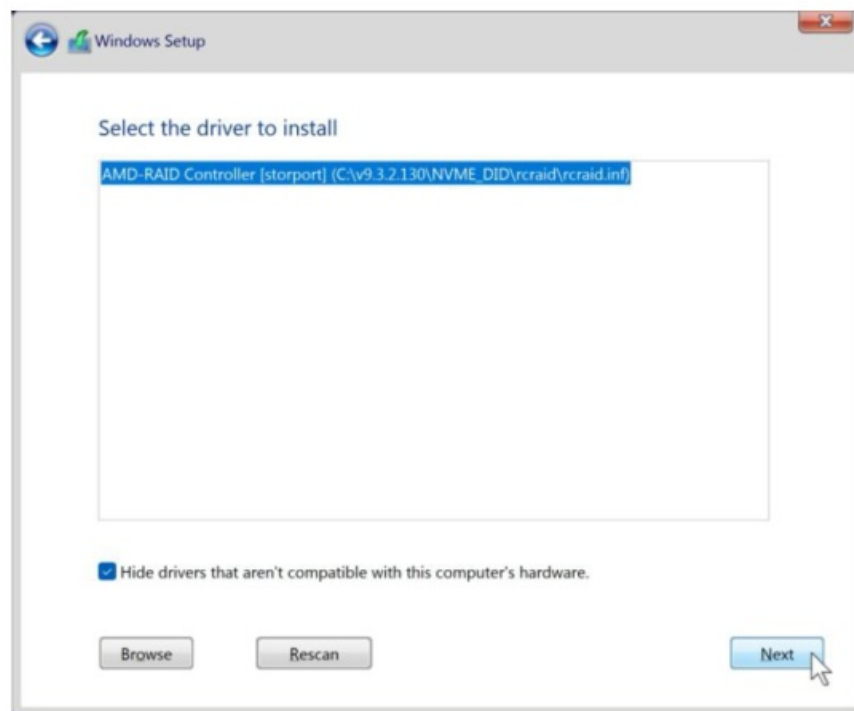 Windows Setup
Select the driver to install
AMD-RAID Controller [storport] (C:\v9.3.2.130\NVME_DID\rcraid\rcraid.inf)
Hide drivers that aren't compatible with this computer's hardware.
Browse
Rescan
Next